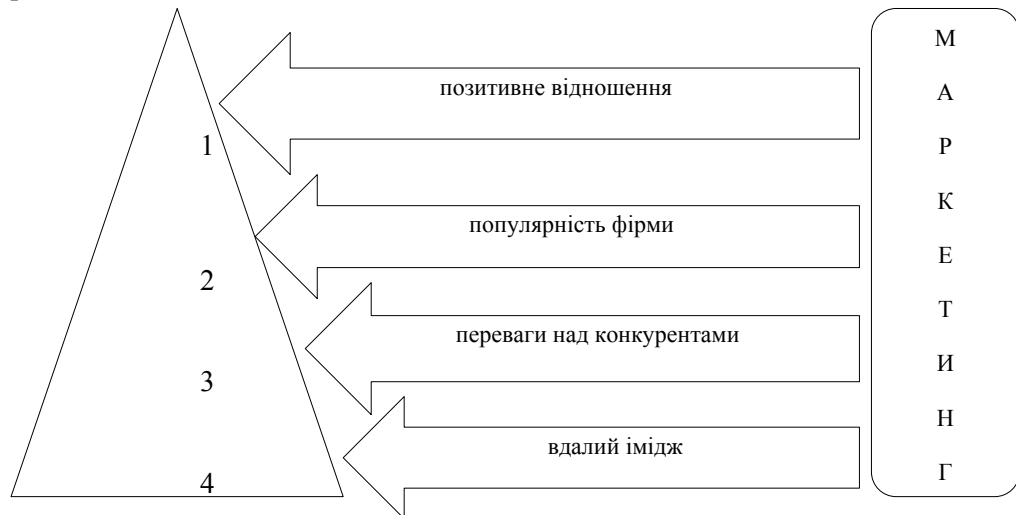 позитивне відношення
1
популярність фірми
2
переваги над конкурентами
3
вдалий імідж
4
М
А
Р
К
Е
Т
И
Н
Г